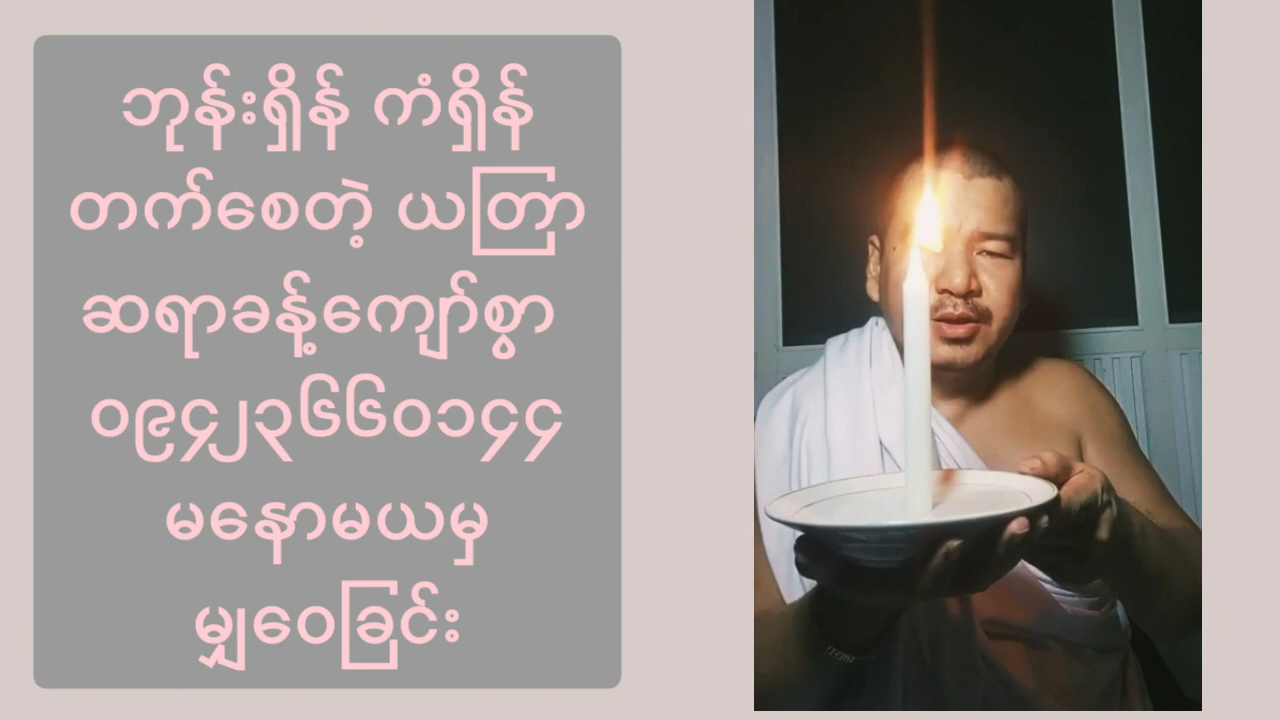 ဘုန်းရှိန် ကံရှိန်
တက်စေတဲ့ ယတြာ
ဆရာခန့်ကျော်စွာ
၀၉၄၂၃၆၆၀၁၄၄
မနောမယမှ
မျှဝေခြင်း